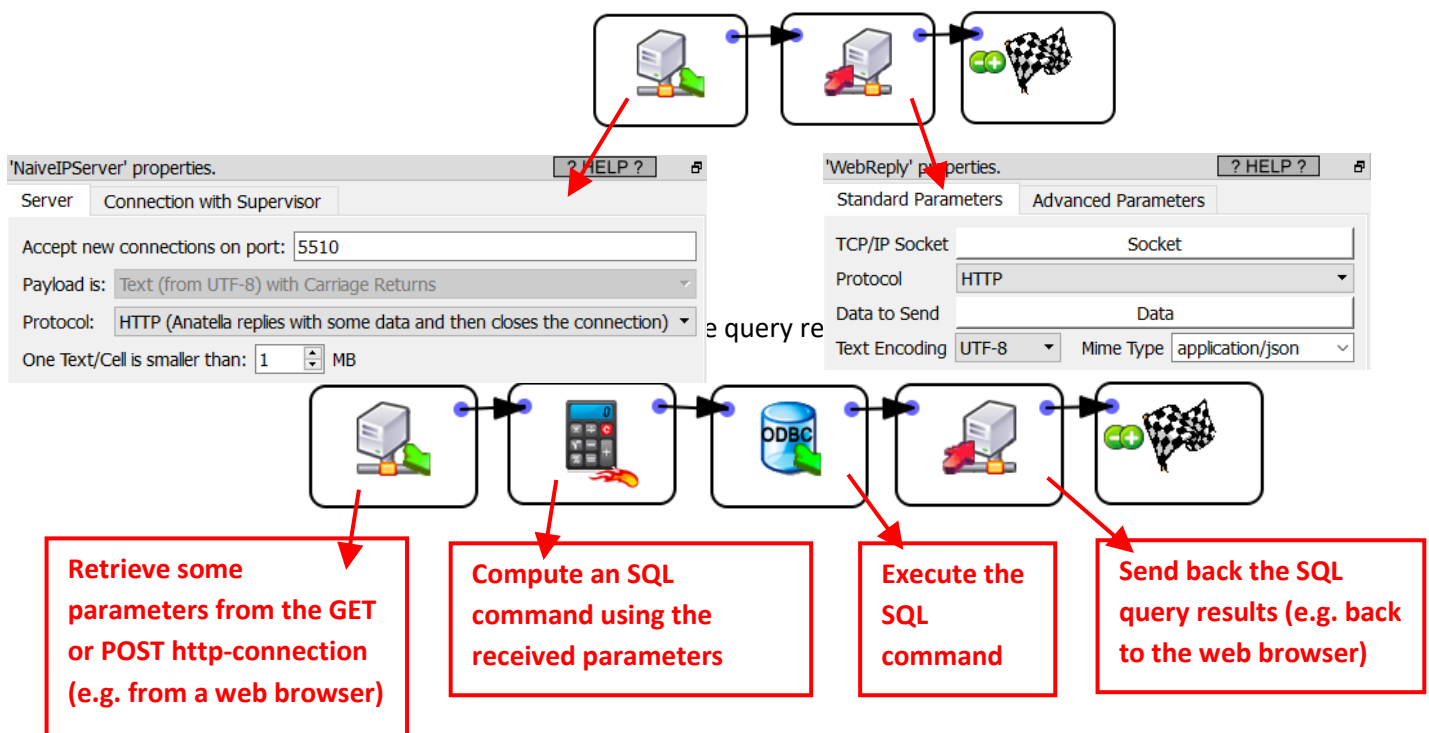 'NaiveIPServer' properties.
? HELP ?
Server
Connection with Supervisor
Accept new connections on port: 5510
Payload is: Text (from UTF-8) with Carriage Returns
Protocol: HTTP (Anatella replies with some data and then closes the connection)
One Text/Cell is smaller than: 1 MB
'WebReply' properties.
? HELP ?
Standard Parameters
Advanced Parameters
TCP/IP Socket Socket
Protocol HTTP
Data to Send Data
Text Encoding UTF-8 Mime Type application/json
e query re
ODBC
Retrieve some
parameters from the GET
or POST http-connection
(e.g. from a web browser)
Compute an SQL
command using the
received parameters
Execute the
SQL
command
Send back the SQL
query results (e.g. back
to the web browser)